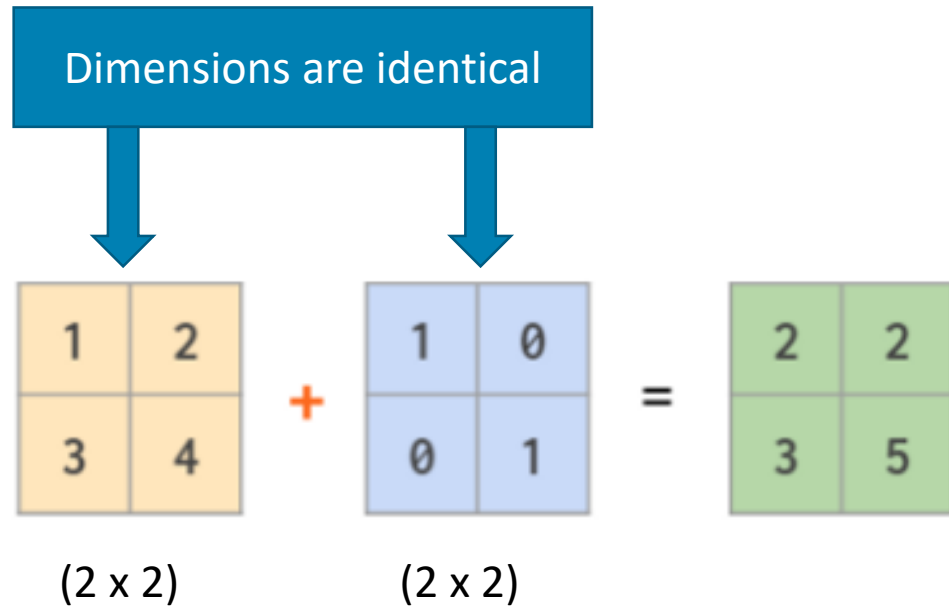 Dimensions are identical
1 2 1 0 2 2
+ =
3 4 0 1 3 5
(2 x 2) (2 x 2)